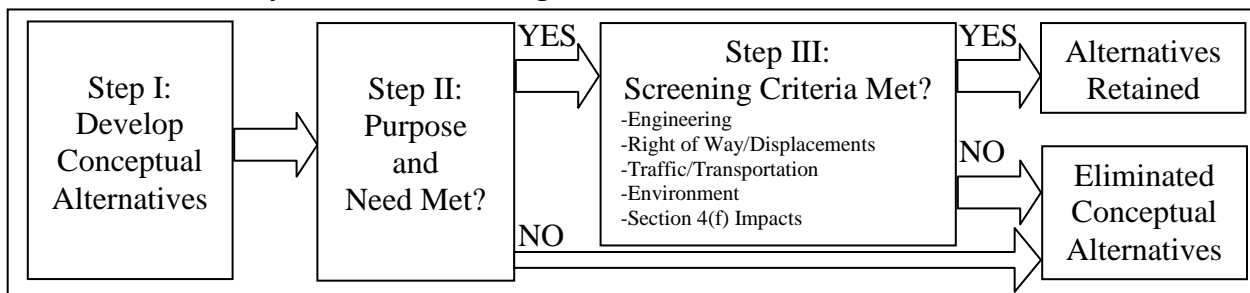 Step I:
Develop
Conceptual
Alternatives
Step II:
Purpose
and
Need Met?
YES
NO
Step III:
Screening Criteria Met?
-Engineering
-Right of Way/Displacements
-Traffic/Transportation
-Environment
-Section 4(f) Impacts
YES
NO
Alternatives
Retained
Eliminated
Conceptual
Alternatives